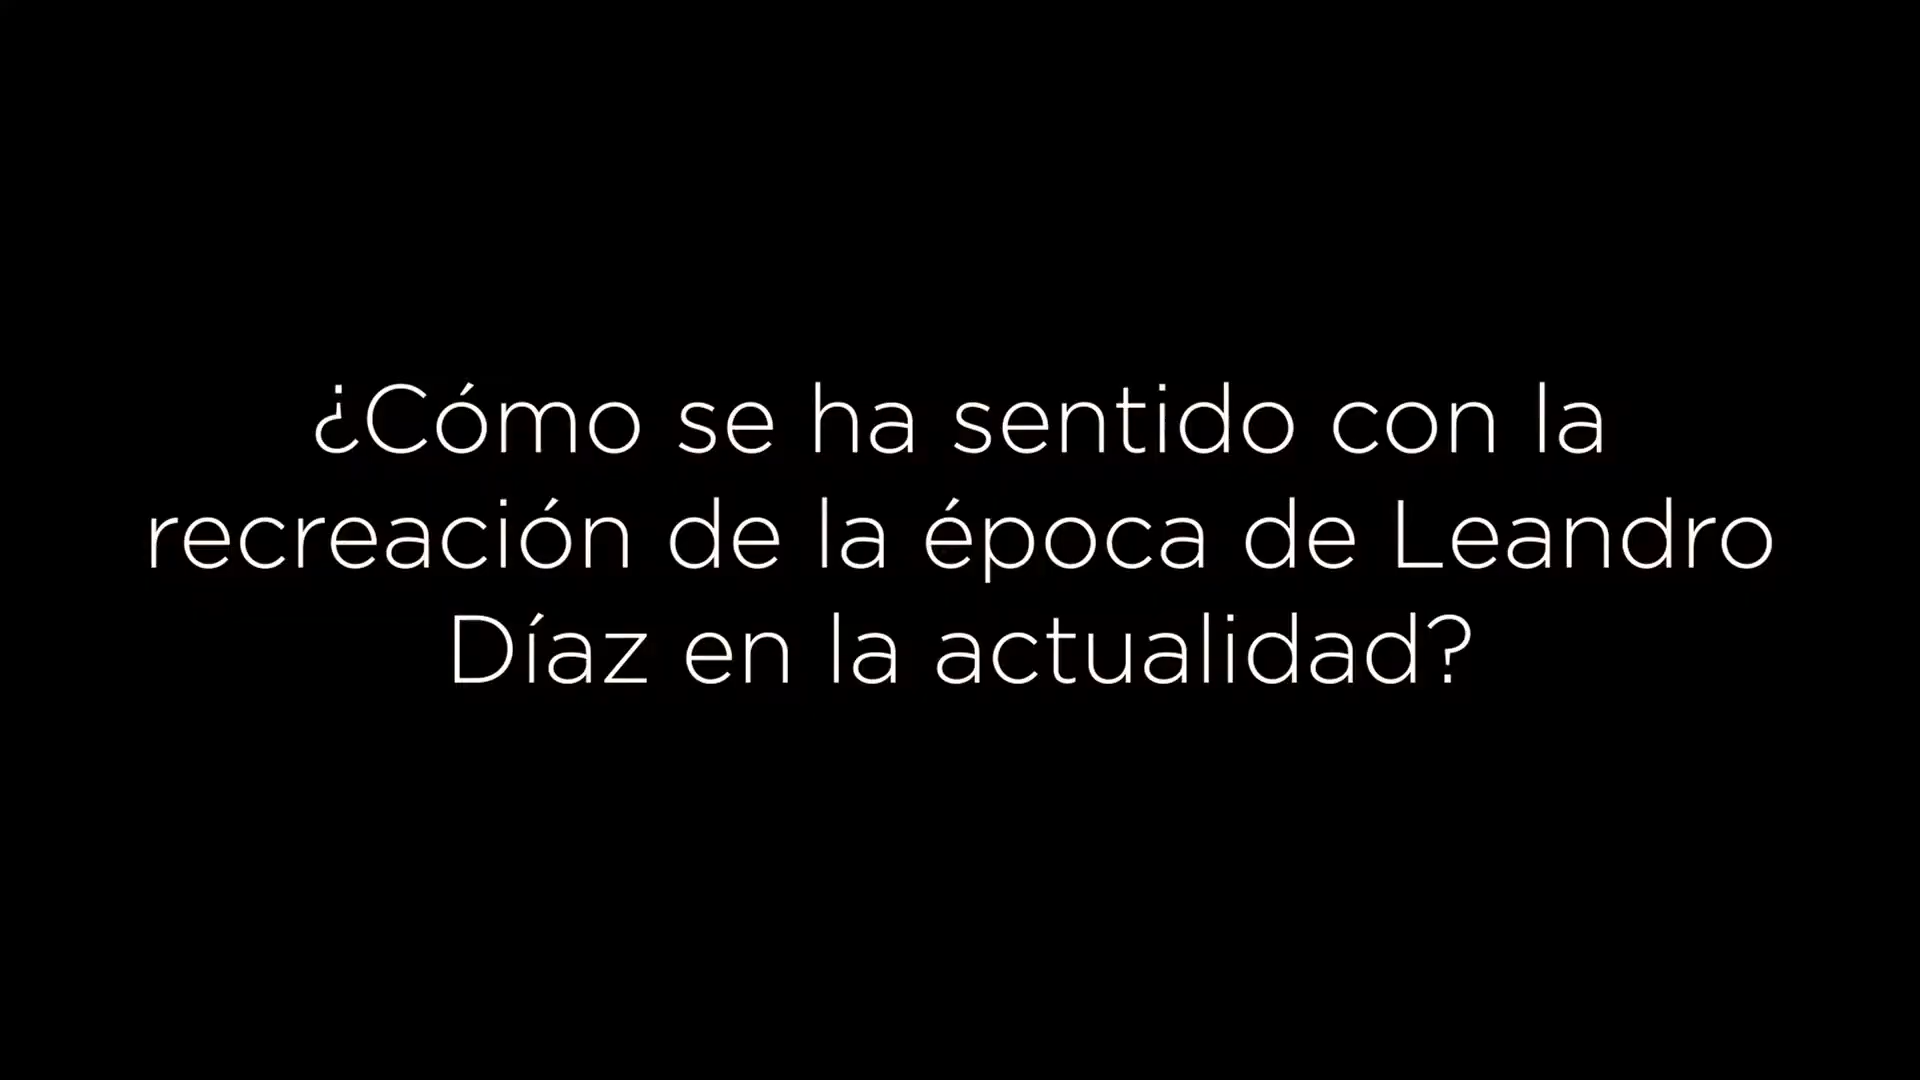 ¿Cómo se ha sentido con la
recreación de la época de Leandro
Díaz en la actualidad?